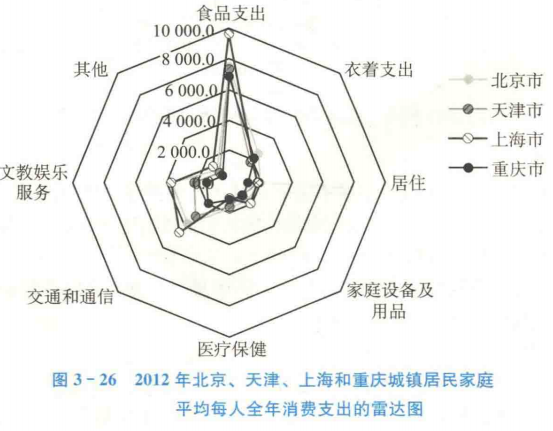 食品支出
10 000.0
8 000.0
6 000.0
4 000.0
2 000.0
其他
衣着支出
北京市
天津市
上海市
重庆市
文教娱乐
服务
居住
交通和通信
家庭设备及
用品
医疗保健
图3-26 2012年北京、天津、上海和重庆城镇居民家庭
平均每人全年消费支出的雷达图